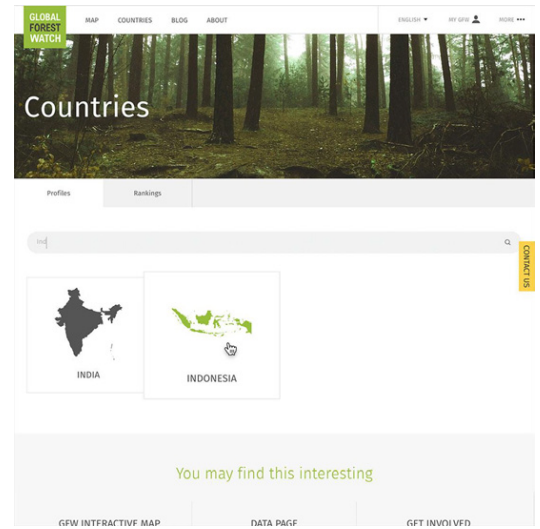 GLOBAL
FOREST
WATCH
MAP COUNTRIES BLOG ABOUT ENGLISH MY GFW MORE
Countries
Profiles Rankings
ind
CONTACT US
INDIA INDONESIA
You may find this interesting
GFW INTERACTIVE MAP DATA PAGE GET INVOLVED